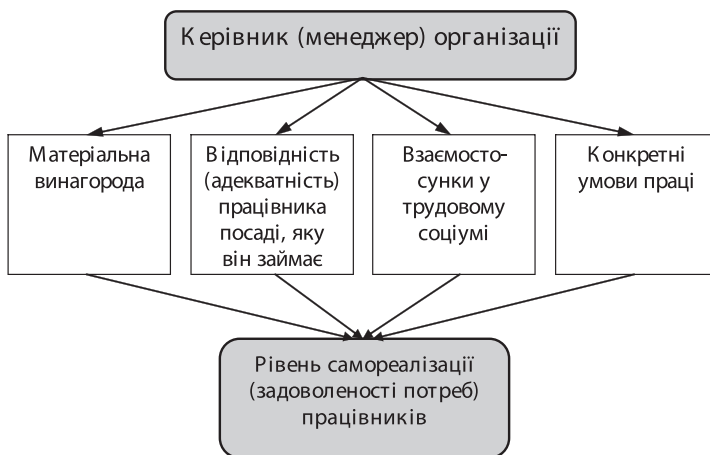 Керівник (менеджер) організації
Матеріальна
винагорода
Відповідність
(адекватність)
працівника
посаді, яку
він займає
Взаємосто-
сунки у
трудовому
соціумі
Конкретні
умови праці
Рівень самореалізації
(задоволеності потреб)
працівників